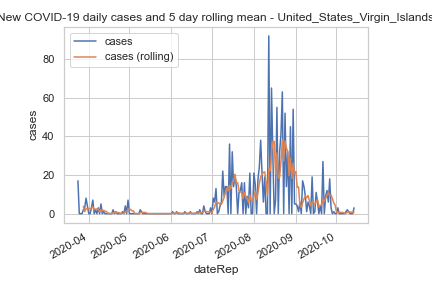 New COVID-19 daily cases and 5 day rolling mean - United_States_Virgin_Islands
cases
cases (rolling)
80
60
40
20
0
cases
2020-04
2020-05
2020-06
2020-07
2020-08
2020-09
2020-10
dateRep